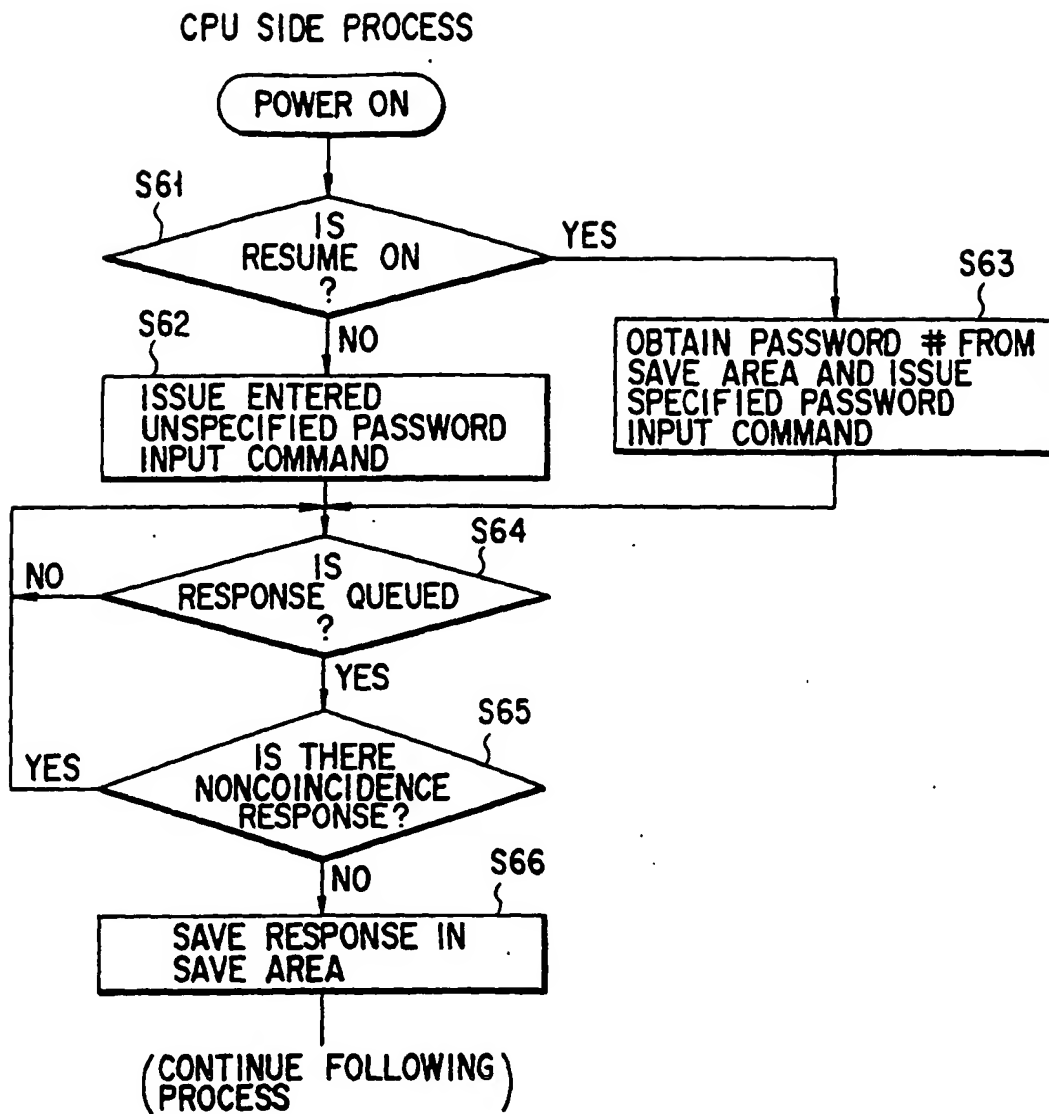 CPU SIDE PROCESS
POWER ON
S61
IS
RESUME ON
?
YES
NO
S62
ISSUE ENTERED
UNSPECIFIED PASSWORD
INPUT COMMAND
S63
OBTAIN PASSWORD # FROM
SAVE AREA AND ISSUE
SPECIFIED PASSWORD
INPUT COMMAND
S64
IS
RESPONSE QUEUED
?
NO
YES
S65
IS THERE
NONCOINCIDENCE
RESPONSE?
YES
NO
S66
SAVE RESPONSE IN
SAVE AREA
(CONTINUE FOLLOWING
PROCESS)